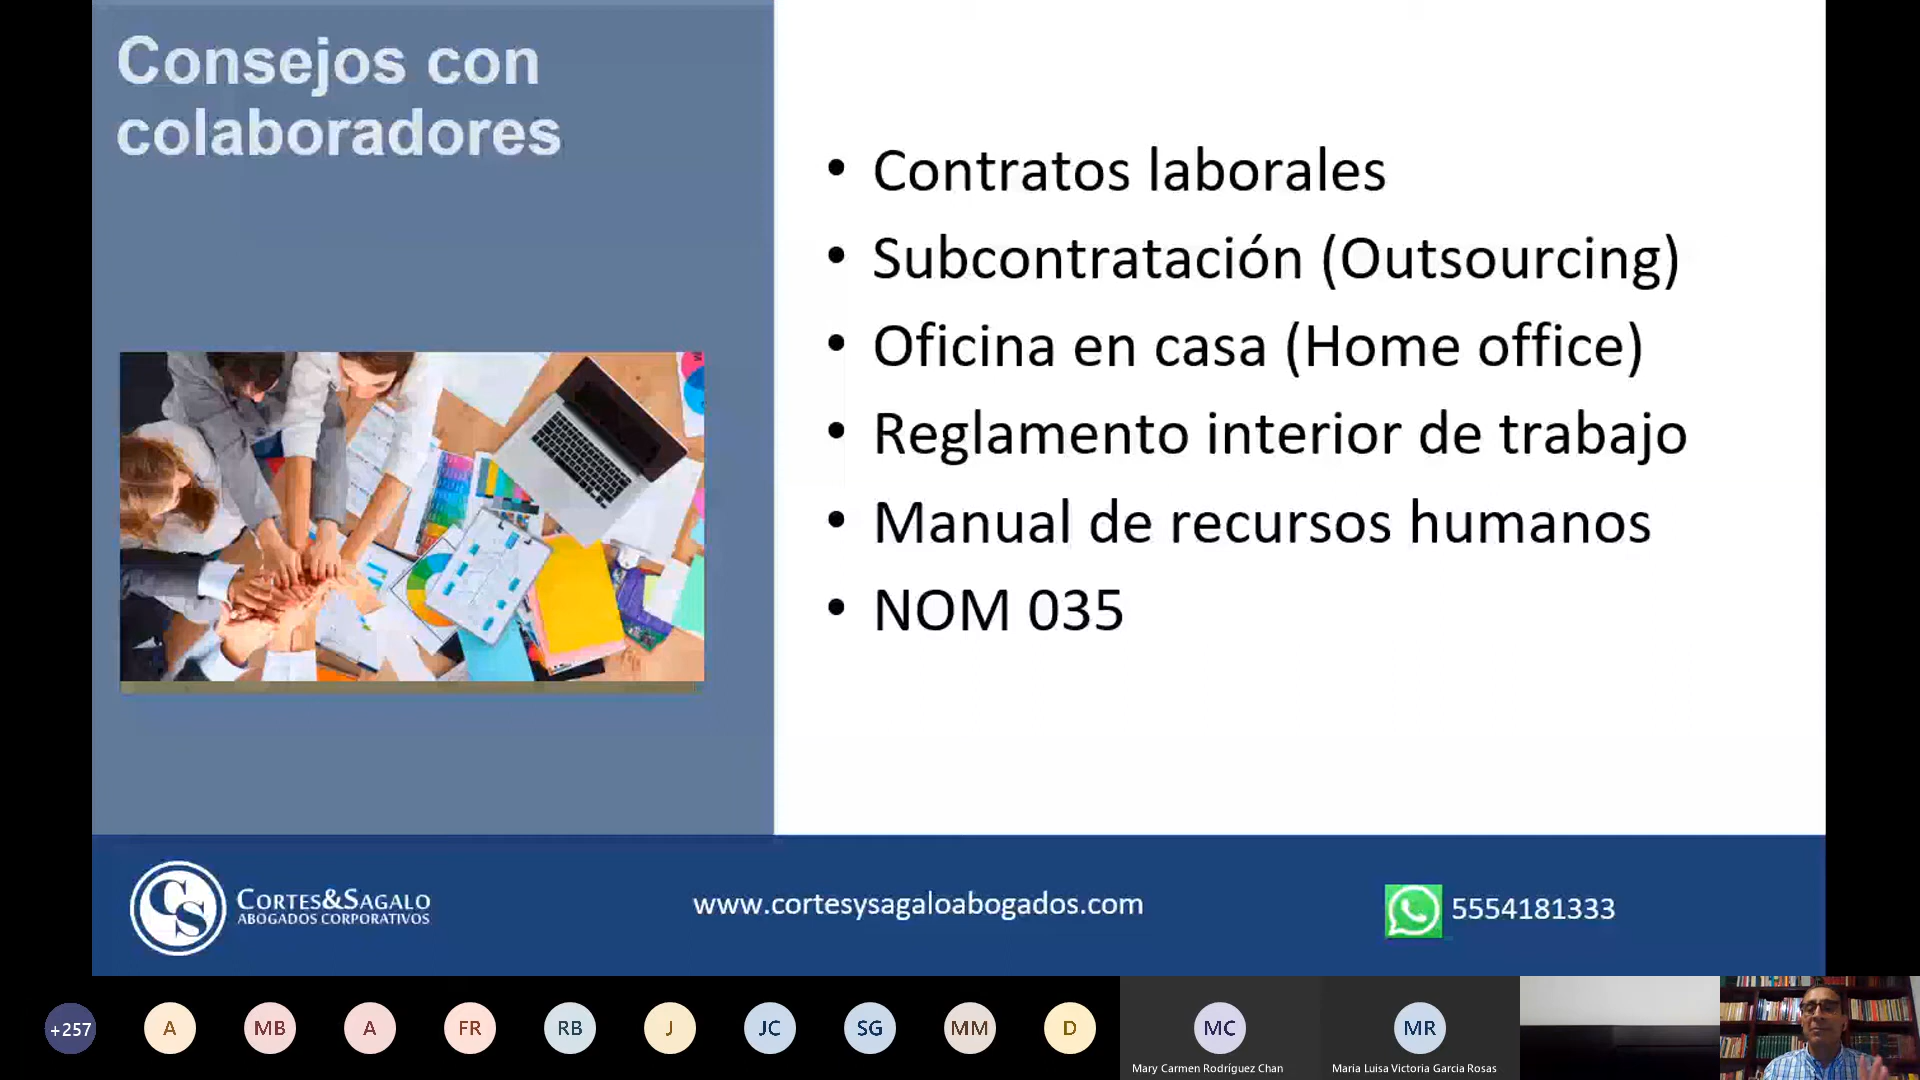 Consejos con
colaboradores
• Contratos laborales
• Subcontratación (Outsourcing)
• Oficina en casa (Home office)
• Reglamento interior de trabajo
• Manual de recursos humanos
• NOM 035
CS
CORTES&SAGALO
ABOGADOS CORPORATIVOS
www.cortesysagaloabogados.com
5554181333
+257
A
MB
A
FR
RB
J
JC
SG
MM
D
MC
MR
Mary Carmen Rodríguez Chan
Maria Luisa Victoria Garcia Rosas